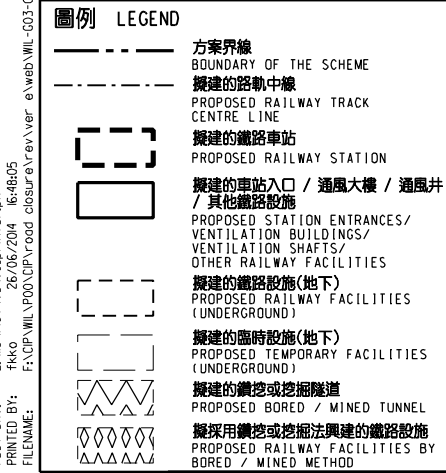 圖例 LEGEND
方案界線
BOUNDARY OF THE SCHEME
擬建的路軌中線
PROPOSED RAILWAY TRACK
CENTRE LINE
擬建的鐵路車站
PROPOSED RAILWAY STATION
擬建的車站入口 / 通風大樓 / 通風井
/ 其他鐵路設施
PROPOSED STATION ENTRANCES/
VENTILATION BUILDINGS/
VENTILATION SHAFTS/
OTHER RAILWAY FACILITIES
擬建的鐵路設施(地下)
PROPOSED RAILWAY FACILITIES
(UNDERGROUND)
擬建的臨時設施(地下)
PROPOSED TEMPORARY FACILITIES
(UNDERGROUND)
擬建的鑽挖或挖掘隧道
PROPOSED BORED / MINED TUNNEL
擬採用鑽挖或挖掘法興建的鐵路設施
PROPOSED RAILWAY FACILITIES BY
BORED / MINED METHOD
PRINTED BY: fkko 26/06/2014 16:48:05
FILENAME: F:\CIP\WIL\POO\CIP\road closure\rev\ver e\web\WIL-G03-